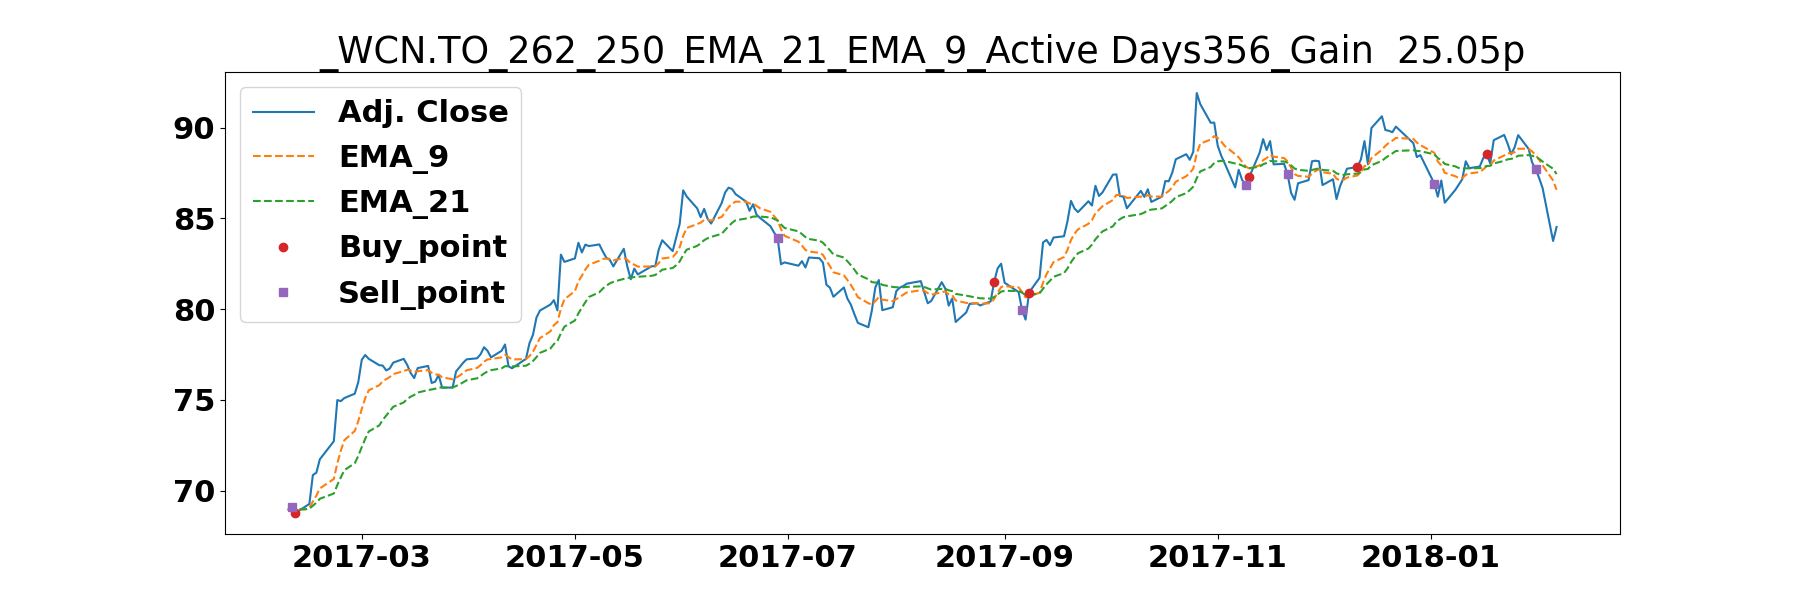 _WCN.TO_262_250_EMA_21_EMA_9_Active Days356_Gain  25.05p
Adj. Close
EMA_9
EMA_21
Buy_point
Sell_point
90
85
80
75
70
2017-03
2017-05
2017-07
2017-09
2017-11
2018-01